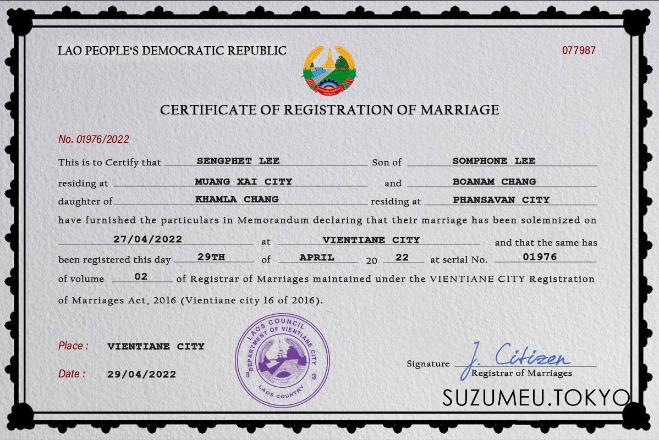 LAO PEOPLE'S DEMOCRATIC REPUBLIC 077987
CERTIFICATE OF REGISTRATION OF MARRIAGE
No. 01976/2022
This is to Certify that SENGPHET LEE Son of SOMPHONE LEE
residing at MUANG XAI CITY and BOANAM CHANG
daughter of KHAMLA CHANG residing at PHANSAVAN CITY
have furnished the particulars in Memorandum declaring that their marriage has been solemnized on
27/04/2022 at VIENTIANE CITY and that the same has
been registered this day 29TH of APRIL 20 22 at serial No. 01976
of volume 02 of Registrar of Marriages maintained under the VIENTIANE CITY Registration
of Marriages Act, 2016 (Vientiane city 16 of 2016).
Place : VIENTIANE CITY
Date : 29/04/2022
LAOS COUNCIL
DEPARTMENT OF VIENTIANE CITY
LAOS COUNTRY
Signature J. Citizen
Registrar of Marriages
SUZUMEU.TOKYO